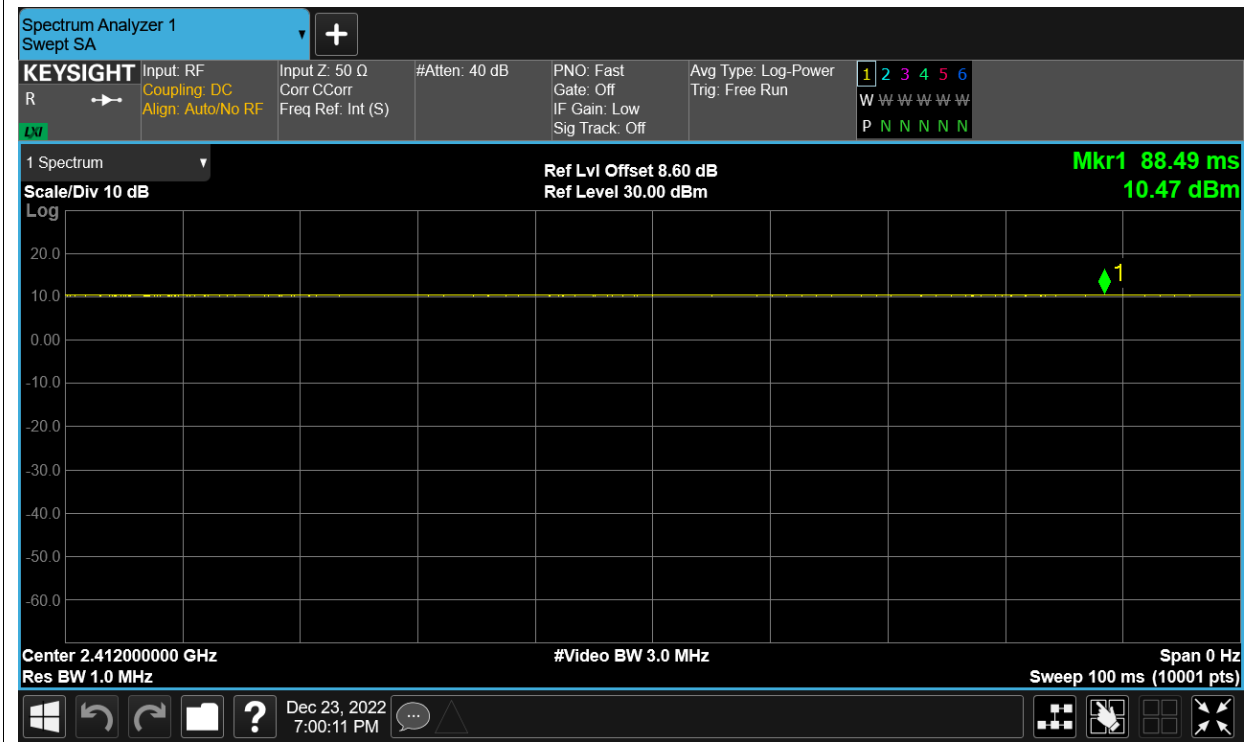 Spectrum Analyzer 1
Swept SA
KEYSIGHT
R
LXI
Input: RF
Coupling: DC
Align: Auto/No RF
Input Z: 50 Ω
Corr CCorr
Freq Ref: Int (S)
#Atten: 40 dB
PNO: Fast
Gate: Off
IF Gain: Low
Sig Track: Off
Avg Type: Log-Power
Trig: Free Run
1 2 3 4 5 6
W W W W W W
P N N N N N
1 Spectrum
Scale/Div 10 dB
Ref Lvl Offset 8.60 dB
Ref Level 30.00 dBm
Mkr1 88.49 ms
10.47 dBm
Log
20.0
1
10.0
0.00
-10.0
-20.0
-30.0
-40.0
-50.0
-60.0
Center 2.412000000 GHz
Res BW 1.0 MHz
#Video BW 3.0 MHz
Span 0 Hz
Sweep 100 ms (10001 pts)
?
Dec 23, 2022
7:00:11 PM